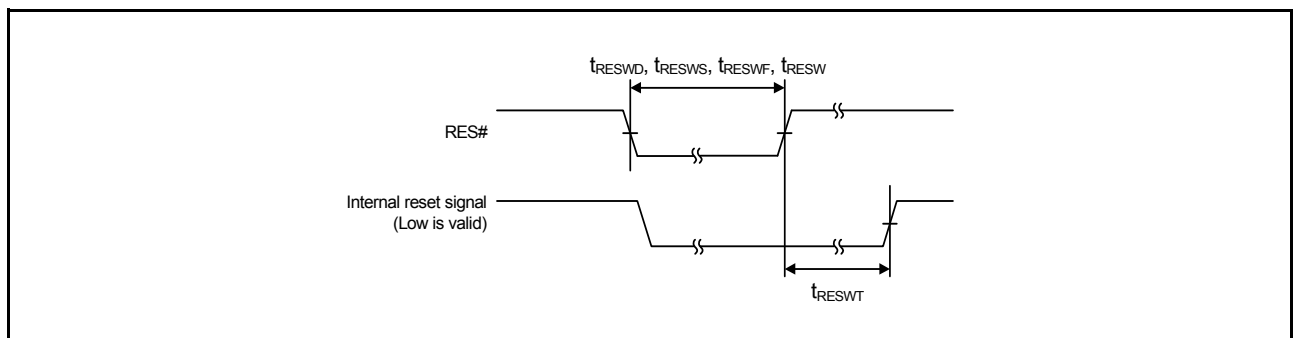 tRESWD, tRESWS, tRESWF, tRESW
RES#
Internal reset signal
(Low is valid)
tRESWT